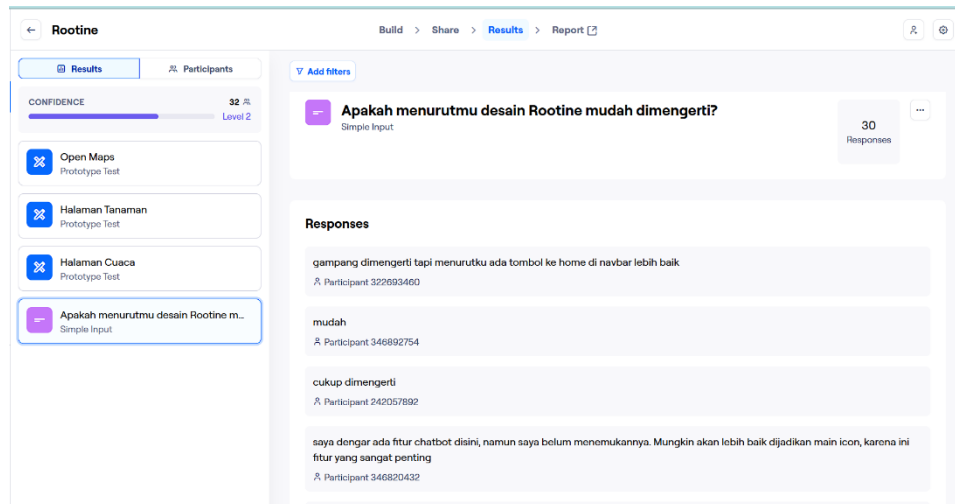 Rootine
Build > Share > Results > Report
Results
Participants
CONFIDENCE
32
Level 2
Open Maps
Prototype Test
Halaman Tanaman
Prototype Test
Halaman Cuaca
Prototype Test
Apakah menurutmu desain Rootine m...
Simple Input
Add filters
Apakah menurutmu desain Rootine mudah dimengerti?
Simple Input
30
Responses
Responses
gampang dimengerti tapi menurutku ada tombol ke home di navbar lebih baik
Participant 322693460
mudah
Participant 346892754
cukup dimengerti
Participant 242057892
saya dengar ada fitur chatbot disini, namun saya belum menemukannya. Mungkin akan lebih baik dijadikan main icon, karena ini
fitur yang sangat penting
Participant 346820432